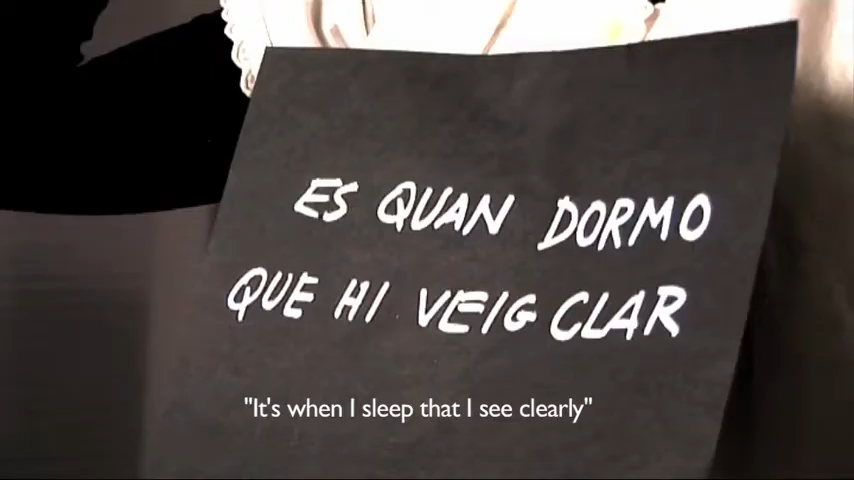 ES QUAN DORMO
QUE HI VEIG CLAR
"It's when I sleep that I see clearly"